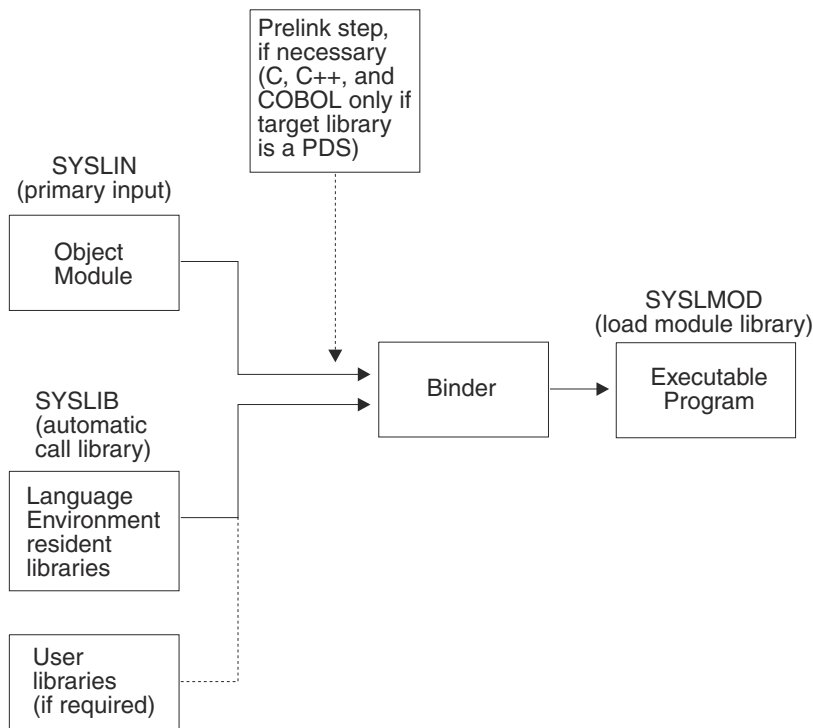 Prelink step,
if necessary
(C, C++, and
COBOL only if
target library
is a PDS)
SYSLIN
(primary input)
Object
Module
SYSLMOD
(load module library)
Binder
Executable
Program
SYSLIB
(automatic
call library)
Language
Environment
resident
libraries
User
libraries
(if required)